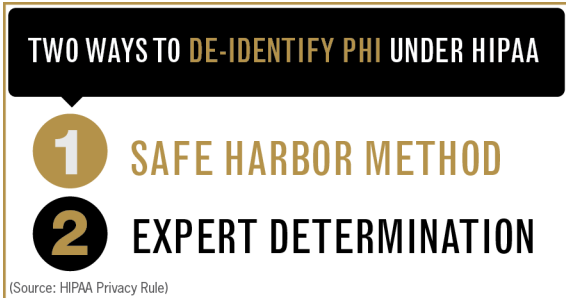 TWO WAYS TO DE-IDENTIFY PHI UNDER HIPAA
1 SAFE HARBOR METHOD
2 EXPERT DETERMINATION
(Source: HIPAA Privacy Rule)